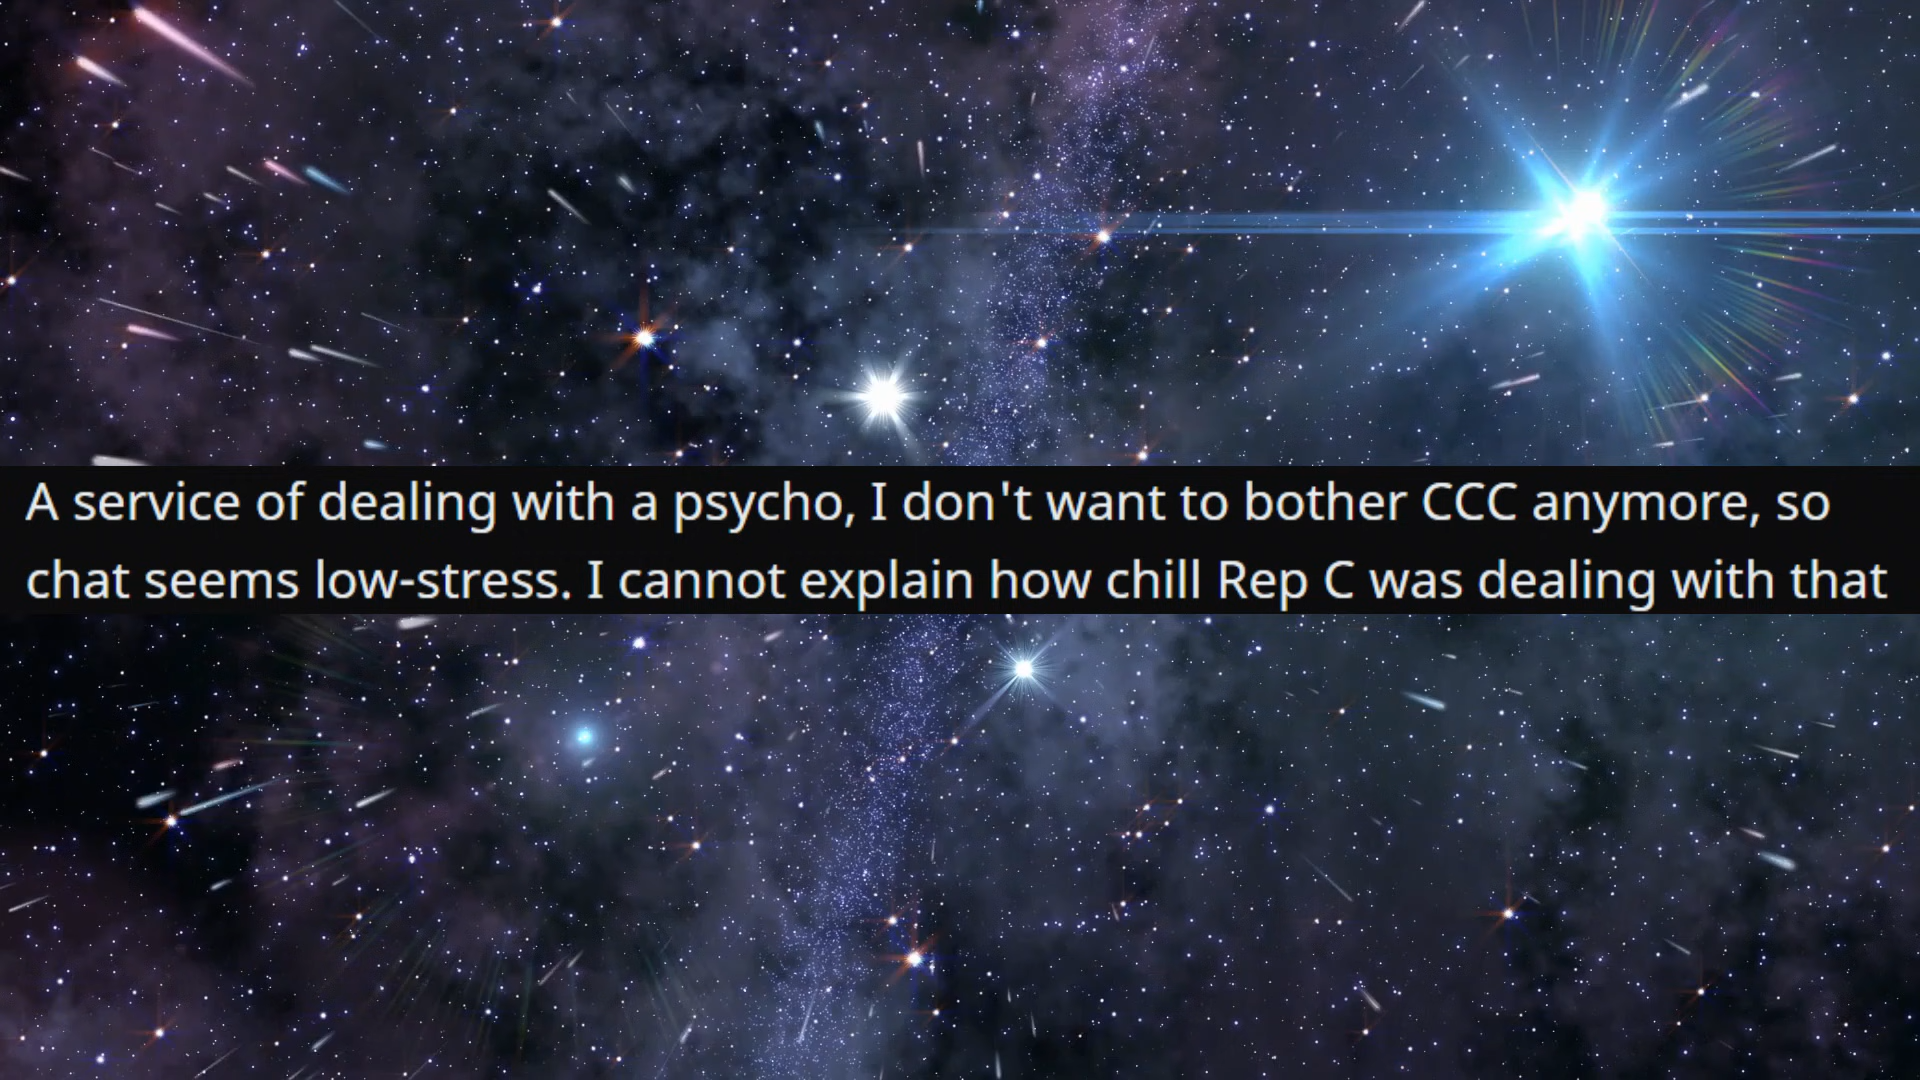 A service of dealing with a psycho, I don't want to bother CCC anymore, so
chat seems low-stress. I cannot explain how chill Rep C was dealing with that